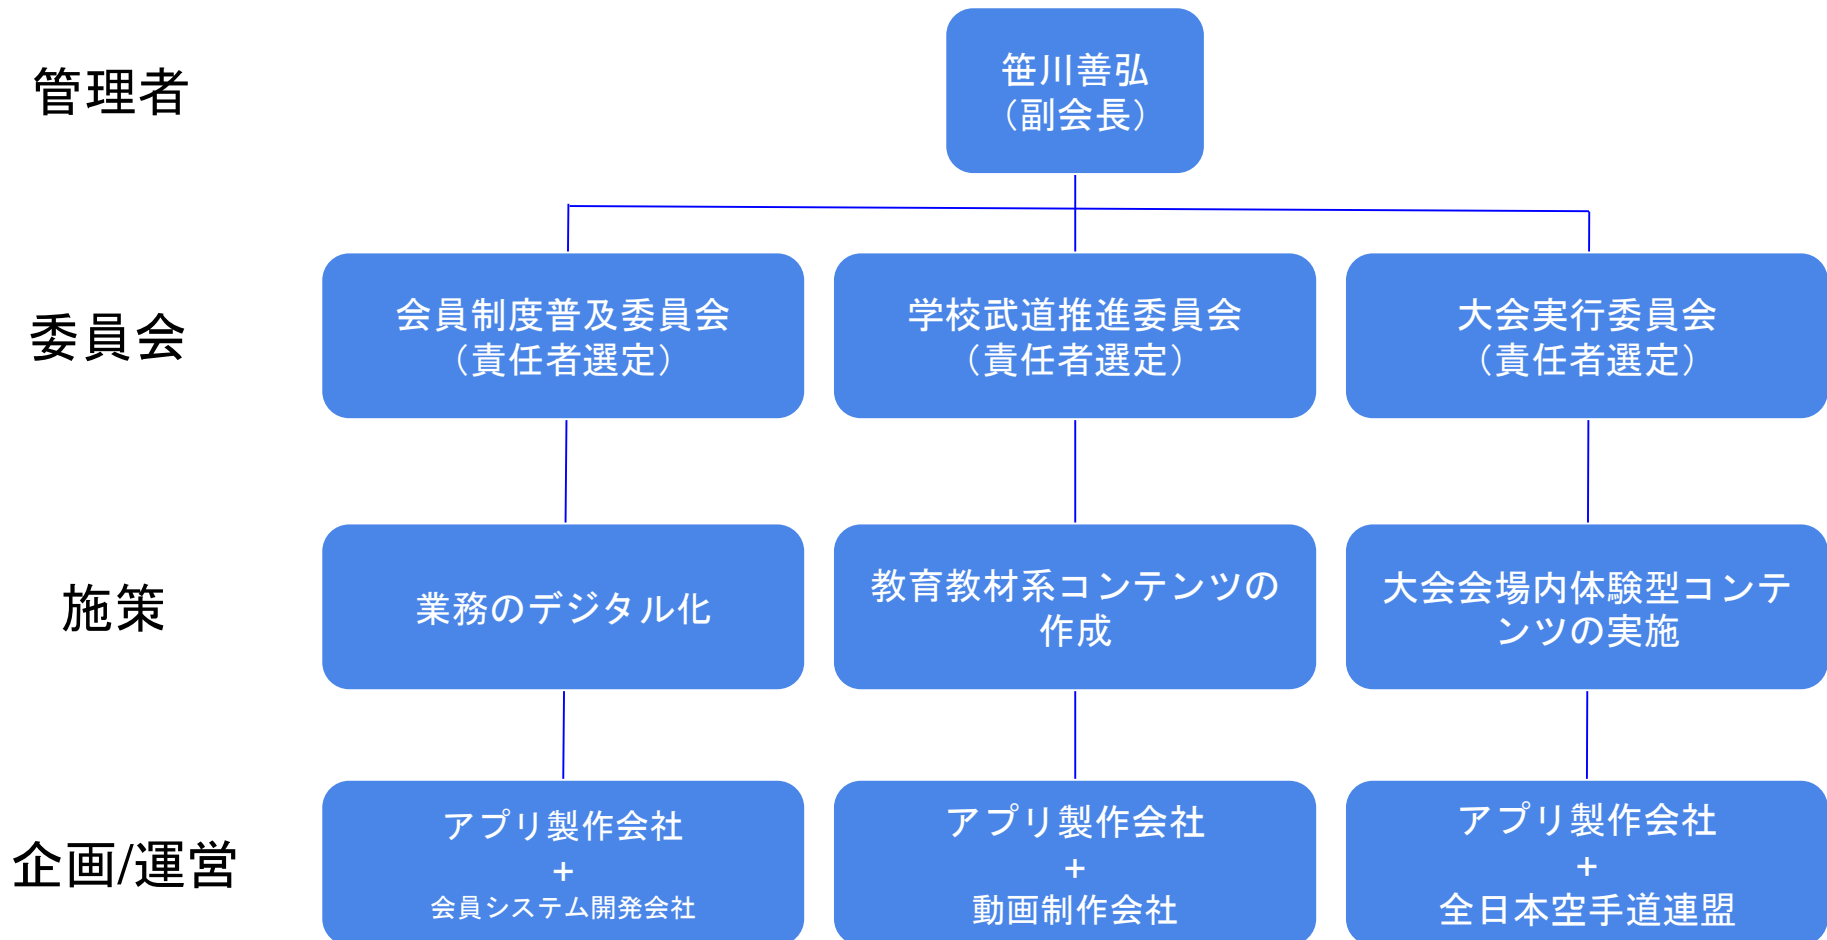 管理者
笹川善弘
（副会長）
委員会
会員制度普及委員会
（責任者選定）
学校武道推進委員会
（責任者選定）
大会実行委員会
（責任者選定）
施策
業務のデジタル化
教育教材系コンテンツの
作成
大会会場内体験型コンテ
ンツの実施
企画/運営
アプリ製作会社
+
会員システム開発会社
アプリ製作会社
+
動画制作会社
アプリ製作会社
+
全日本空手道連盟